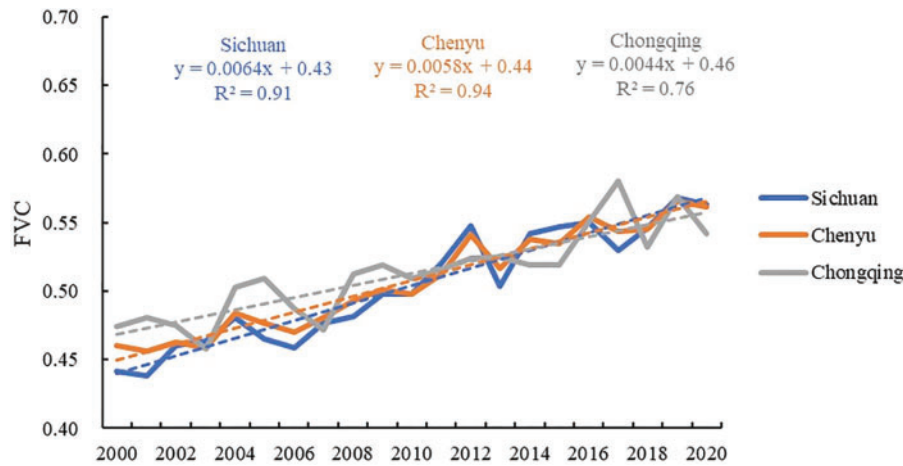 0.70
Sichuan
y = 0.0064x + 0.43
R² = 0.91
Chenyu
y = 0.0058x + 0.44
R² = 0.94
Chongqing
y = 0.0044x + 0.46
R² = 0.76
0.65
0.60
0.55
0.50
0.45
0.40
FVC
Sichuan
Chenyu
Chongqing
2000 2002 2004 2006 2008 2010 2012 2014 2016 2018 2020